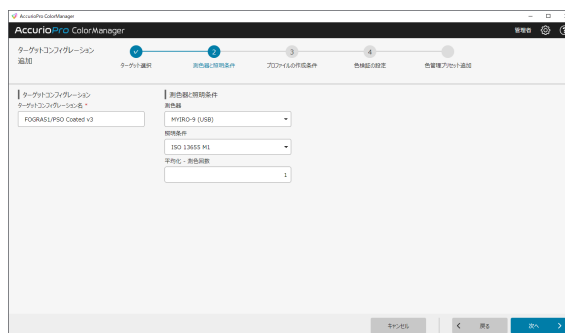 AccurioPro ColorManager
AccurioPro ColorManager
管理者
ターゲットコンフィグレーション
追加
2
3
4
ターゲット選択
測色器と照明条件
プロファイルの作成条件
色検証の設定
色管理プリセット追加
ターゲットコンフィグレーション
ターゲットコンフィグレーション名 *
FOGRA51/PSO Coated v3
測色器と照明条件
測色器
MYIRO-9 (USB)
照明条件
ISO 13655 M1
平均化 - 測色回数
1
キャンセル
戻る
次へ